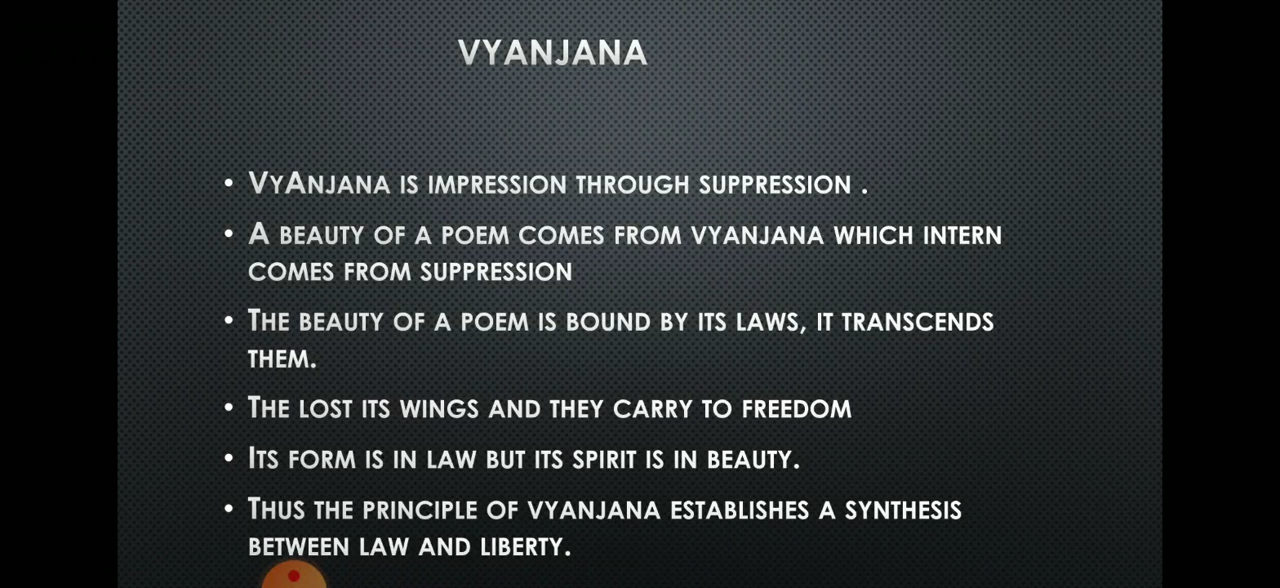 VYANJANA
• VYANJANA IS IMPRESSION THROUGH SUPPRESSION .
• A BEAUTY OF A POEM COMES FROM VYANJANA WHICH INTERN
COMES FROM SUPPRESSION
• THE BEAUTY OF A POEM IS BOUND BY ITS LAWS, IT TRANSCENDS
THEM.
• THE LOST ITS WINGS AND THEY CARRY TO FREEDOM
• ITS FORM IS IN LAW BUT ITS SPIRIT IS IN BEAUTY.
• THUS THE PRINCIPLE OF VYANJANA ESTABLISHES A SYNTHESIS
BETWEEN LAW AND LIBERTY.